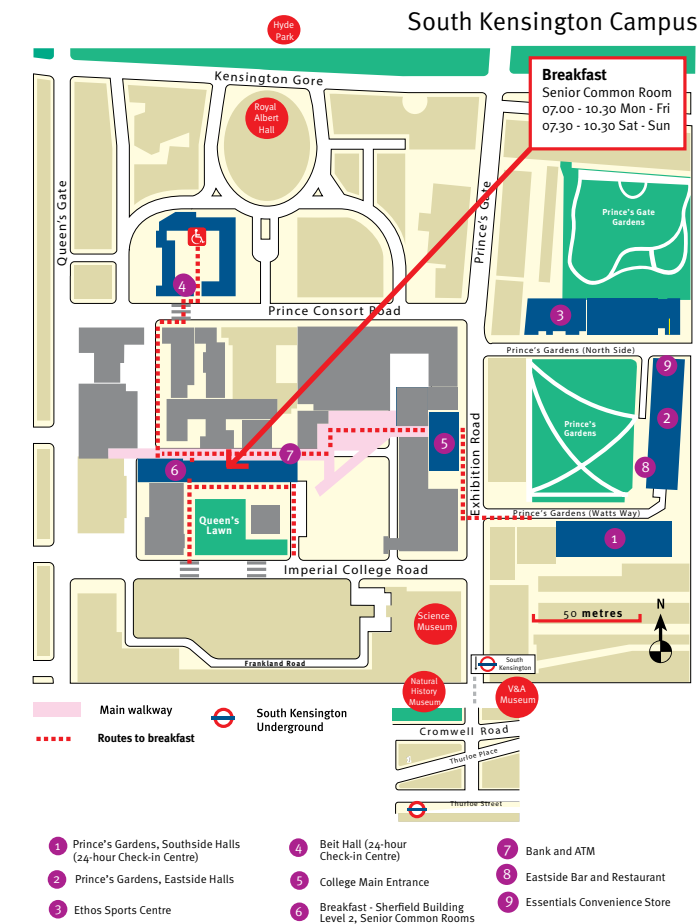 South Kensington Campus
Hyde
Park
Kensington Gore
Breakfast
Senior Common Room
07.00 - 10.30 Mon - Fri
07.30 - 10.30 Sat - Sun
Royal
Albert
Hall
Queen's Gate
Prince's Gate
Prince's Gate
Gardens
4
3
Prince Consort Road
Prince's Gardens (North Side)
9
Prince's
Gardens
2
5
7
6
8
Exhibition Road
Queen's
Lawn
Prince's Gardens (Watts Way)
1
Imperial College Road
50 metres
N
Science
Museum
Frankland Road
South
Kensington
Natural
History
Museum
V&A
Museum
Main walkway
South Kensington
Underground
Routes to breakfast
Cromwell Road
Thurloe Place
Thurloe Street
1 Prince's Gardens, Southside Halls
(24-hour Check-in Centre)
2 Prince's Gardens, Eastside Halls
3 Ethos Sports Centre
4 Beit Hall (24-hour
Check-in Centre)
5 College Main Entrance
6 Breakfast - Sherfield Building
Level 2, Senior Common Rooms
7 Bank and ATM
8 Eastside Bar and Restaurant
9 Essentials Convenience Store